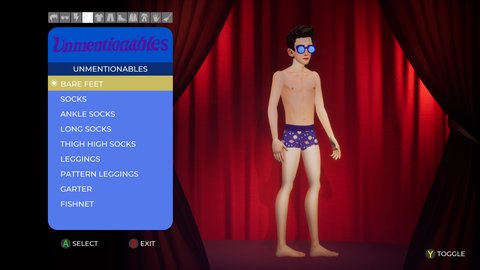 Unmentionables
UNMENTIONABLES
BARE FEET
SOCKS
ANKLE SOCKS
LONG SOCKS
THIGH HIGH SOCKS
LEGGINGS
PATTERN LEGGINGS
GARTER
FISHNET
A SELECT
EXIT
Y TOGGLE